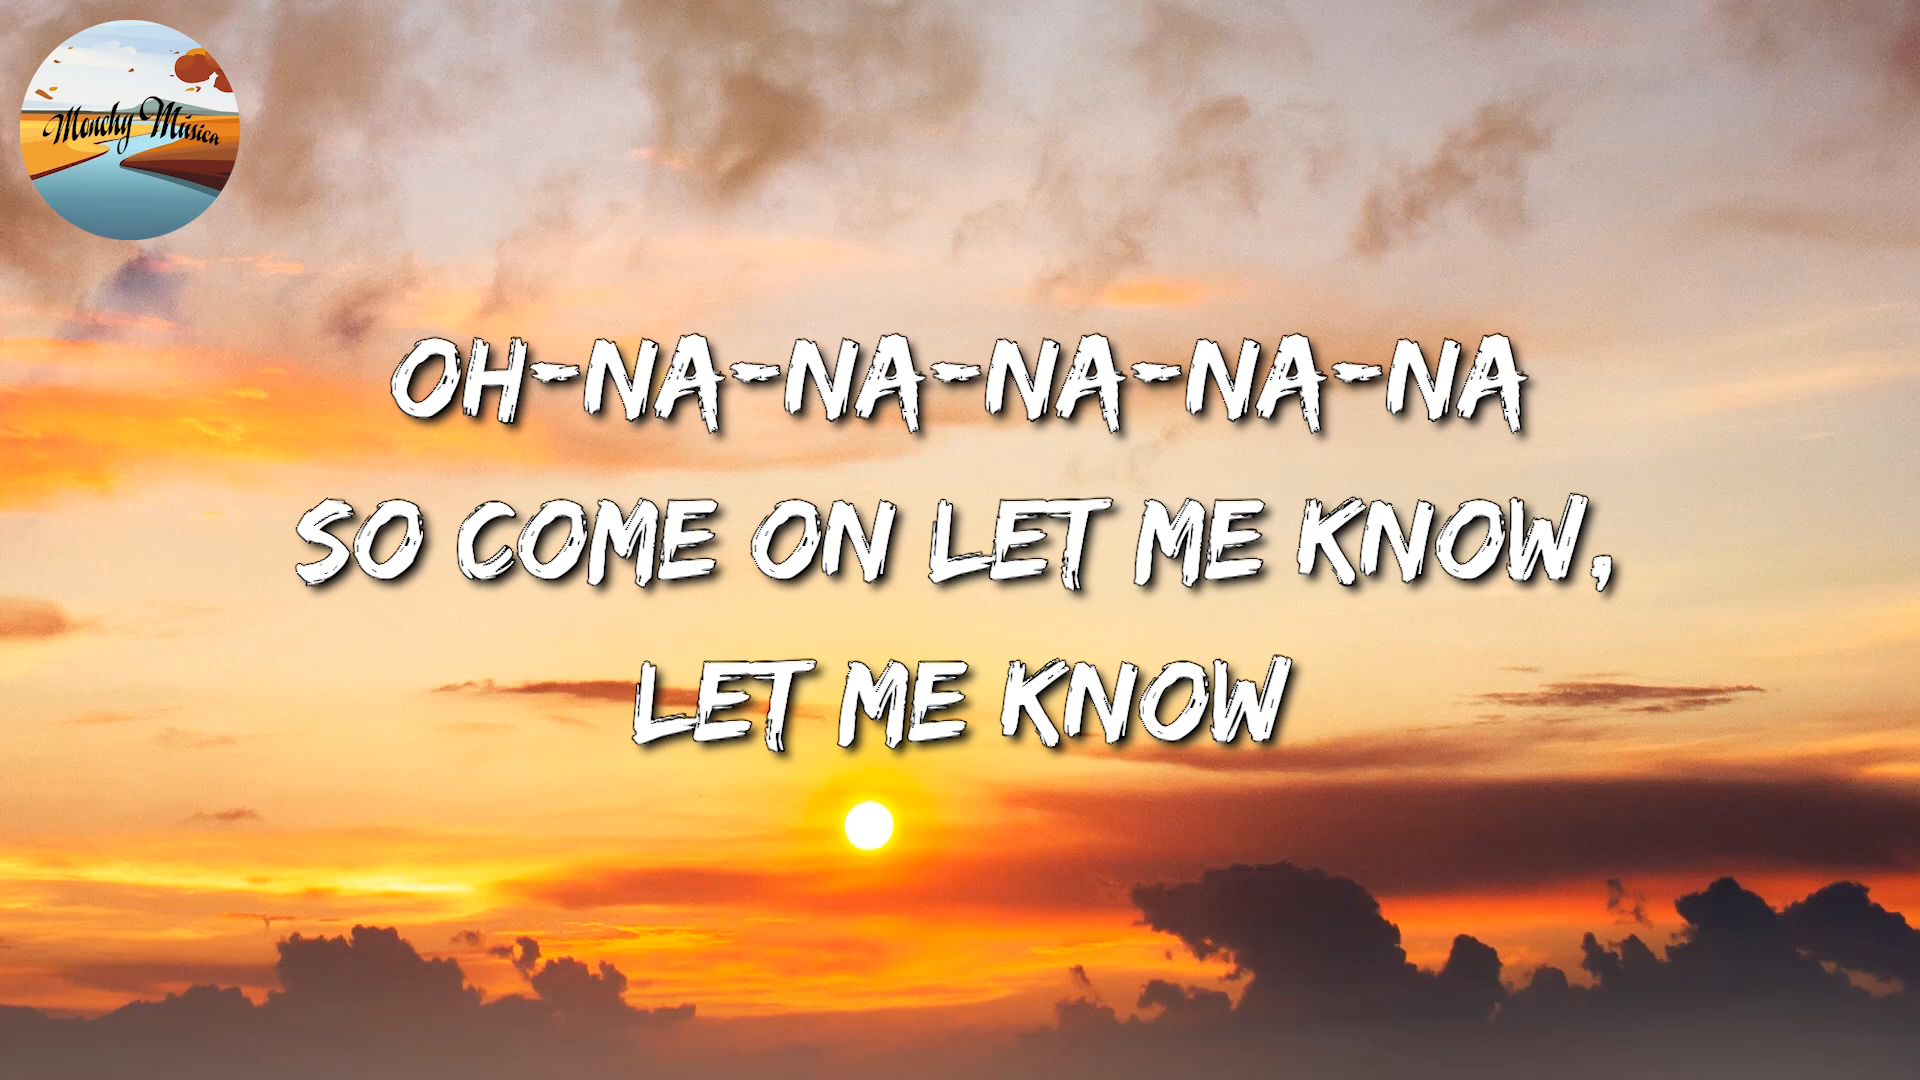 Monchy Música
OH-NA-NA-NA-NA-NA
SO COME ON LET ME KNOW,
LET ME KNOW